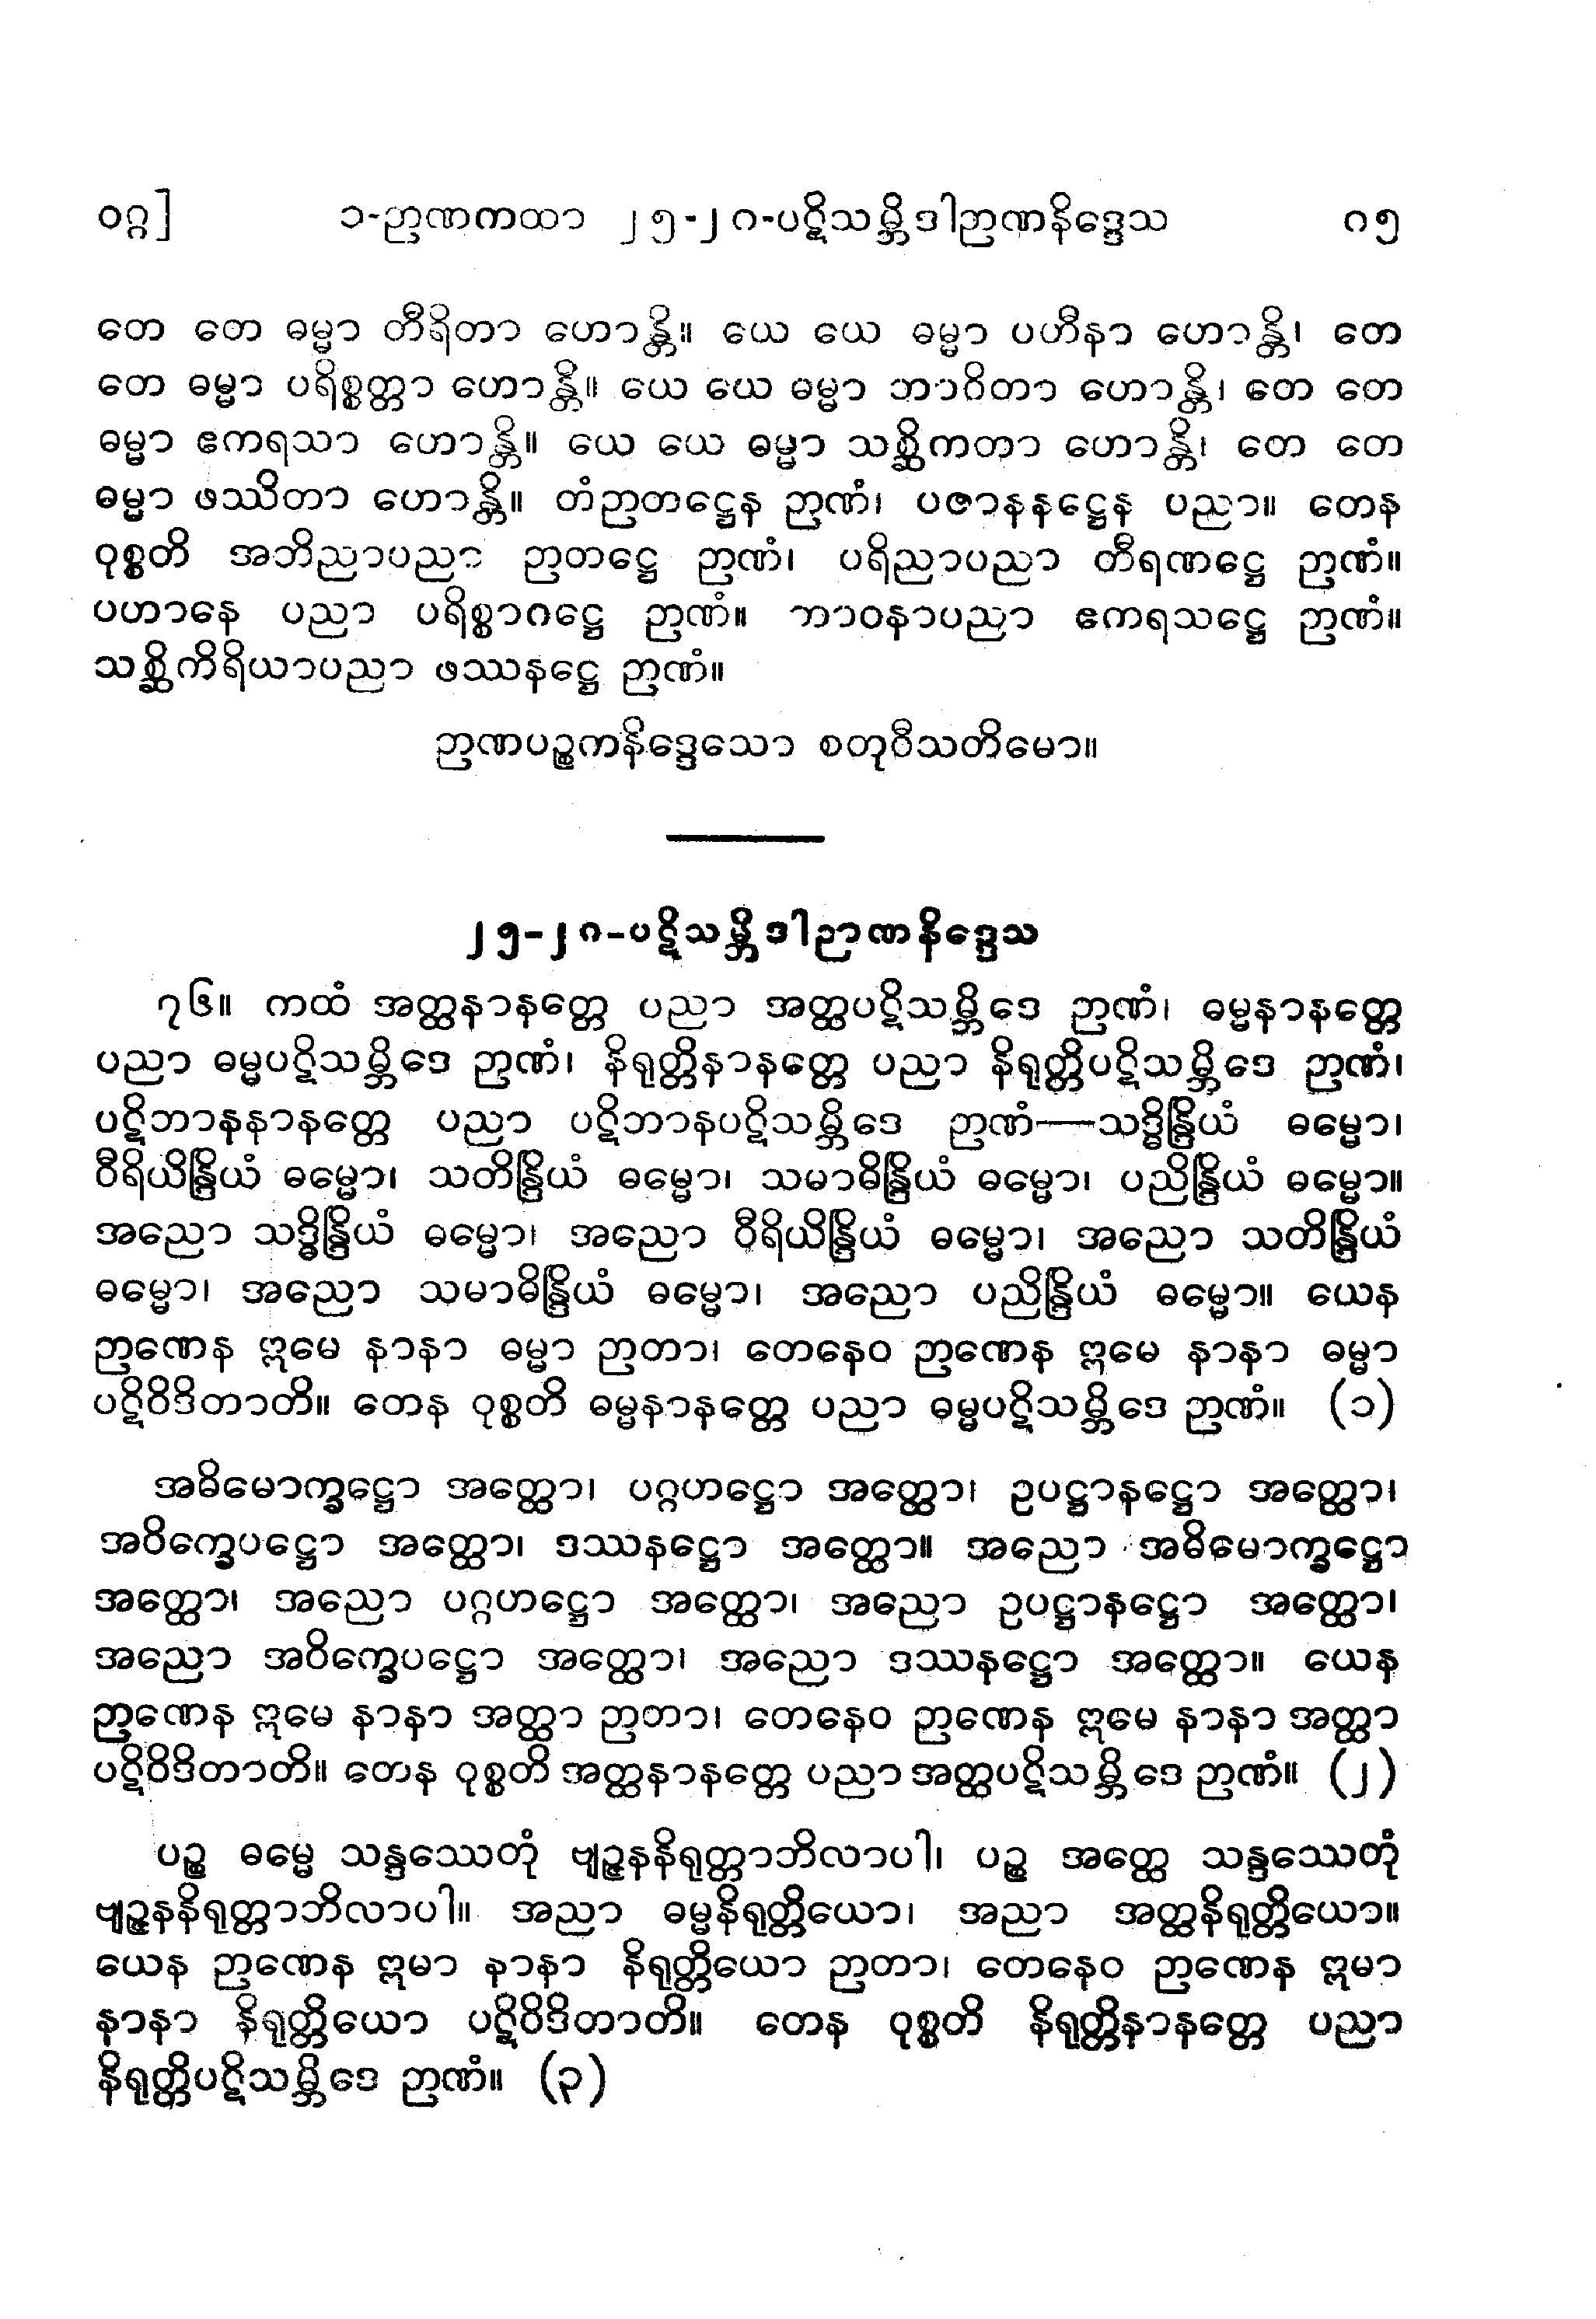 ဝဂ္ဂ] ၁-ဉာဏကထာ ၂၅-၂၈-ပဋိသမ္ဘိဒါဉာဏနိဒ္ဒေသ ၈၅
တေ တေ ဓမ္မာ တီရိတာ ဟောန္တိ။ ယေ ယေ ဓမ္မာ ပဟီနာ ဟောန္တိ၊ တေ
တေ ဓမ္မာ ပရိစ္စတ္တာ ဟောန္တိ။ ယေ ယေ ဓမ္မာ ဘာဝိတာ ဟောန္တိ၊ တေ တေ
ဓမ္မာ ဧကရသာ ဟောန္တိ။ ယေ ယေ ဓမ္မာ သစ္ဆိကတာ ဟောန္တိ၊ တေ တေ
ဓမ္မာ ဖဿိတာ ဟောန္တိ။ တံဉာတဋ္ဌေန ဉာဏံ၊ ပဇာနနဋ္ဌေန ပညာ။ တေန
ဝုစ္စတိ အဘိညာပညာ ဉာတဋ္ဌေ ဉာဏံ၊ ပရိညာပညာ တီရဏဋ္ဌေ ဉာဏံ။
ပဟာနေ ပညာ ပရိစ္စာဂဋ္ဌေ ဉာဏံ။ ဘာဝနာပညာ ဧကရသဋ္ဌေ ဉာဏံ။
သစ္ဆိကိရိယာပညာ ဖဿနဋ္ဌေ ဉာဏံ။
ဉာဏပဉ္စကနိဒ္ဒေသော စတုဝီသတိမော။
၂၅-၂၈-ပဋိသမ္ဘိဒါဉာဏနိဒ္ဒေသ
၇၆။ ကထံ အတ္ထနာနတ္တေ ပညာ အတ္ထပဋိသမ္ဘိဒေ ဉာဏံ၊ ဓမ္မနာနတ္တေ
ပညာ ဓမ္မပဋိသမ္ဘိဒေ ဉာဏံ၊ နိရုတ္တိနာနတ္တေ ပညာ နိရုတ္တိပဋိသမ္ဘိဒေ ဉာဏံ၊
ပဋိဘာနနာနတ္တေ ပညာ ပဋိဘာနပဋိသမ္ဘိဒေ ဉာဏံ—သဒ္ဓိန္ဒြိယံ ဓမ္မော၊
ဝီရိယိန္ဒြိယံ ဓမ္မော၊ သတိန္ဒြိယံ ဓမ္မော၊ သမာဓိန္ဒြိယံ ဓမ္မော၊ ပညိန္ဒြိယံ ဓမ္မော။
အညော သဒ္ဓိန္ဒြိယံ ဓမ္မော၊ အညော ဝီရိယိန္ဒြိယံ ဓမ္မော၊ အညော သတိန္ဒြိယံ
ဓမ္မော၊ အညော သမာဓိန္ဒြိယံ ဓမ္မော၊ အညော ပညိန္ဒြိယံ ဓမ္မော။ ယေန
ဉာဏေန ဣမေ နာနာ ဓမ္မာ ဉာတာ၊ တေနေဝ ဉာဏေန ဣမေ နာနာ ဓမ္မာ
ပဋိဝိဒိတာတိ။ တေန ဝုစ္စတိ ဓမ္မနာနတ္တေ ပညာ ဓမ္မပဋိသမ္ဘိဒေ ဉာဏံ။ (၁)
အဓိမောက္ခဋ္ဌော အတ္ထော၊ ပဂ္ဂဟဋ္ဌော အတ္ထော၊ ဥပဋ္ဌာနဋ္ဌော အတ္ထော၊
အဝိက္ခေပဋ္ဌော အတ္ထော၊ ဒဿနဋ္ဌော အတ္ထော။ အညော အဓိမောက္ခဋ္ဌော
အတ္ထော၊ အညော ပဂ္ဂဟဋ္ဌော အတ္ထော၊ အညော ဥပဋ္ဌာနဋ္ဌော အတ္ထော၊
အညော အဝိက္ခေပဋ္ဌော အတ္ထော၊ အညော ဒဿနဋ္ဌော အတ္ထော။ ယေန
ဉာဏေန ဣမေ နာနာ အတ္ထာ ဉာတာ၊ တေနေဝ ဉာဏေန ဣမေ နာနာ အတ္ထာ
ပဋိဝိဒိတာတိ။ တေန ဝုစ္စတိ အတ္ထနာနတ္တေ ပညာ အတ္ထပဋိသမ္ဘိဒေ ဉာဏံ။ (၂)
ပဉ္စ ဓမ္မေ သန္ဒဿေတုံ ဗျဉ္ဇနနိရုတ္တာဘိလာပါ၊ ပဉ္စ အတ္ထေ သန္ဒဿေတုံ
ဗျဉ္ဇနနိရုတ္တာဘိလာပါ။ အညာ ဓမ္မနိရုတ္တိယော၊ အညာ အတ္ထနိရုတ္တိယော။
ယေန ဉာဏေန ဣမာ နာနာ နိရုတ္တိယော ဉာတာ၊ တေနေဝ ဉာဏေန ဣမာ
နာနာ နိရုတ္တိယော ပဋိဝိဒိတာတိ။ တေန ဝုစ္စတိ နိရုတ္တိနာနတ္တေ ပညာ
နိရုတ္တိပဋိသမ္ဘိဒေ ဉာဏံ။ (၃)